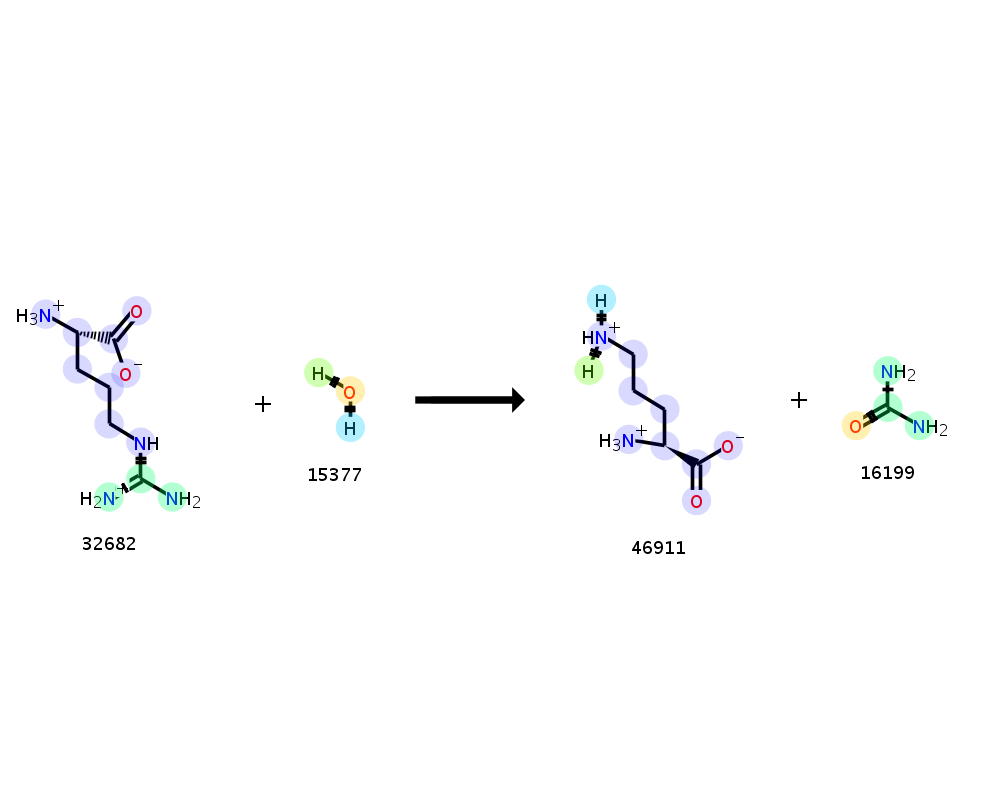 H₃N⁺ O
O⁻
NH
H₂N⁺ NH₂
32682
+
H O
H
15377
H
HN⁺
H
H₃N⁺ O⁻
O
46911
+
NH₂
O NH₂
16199